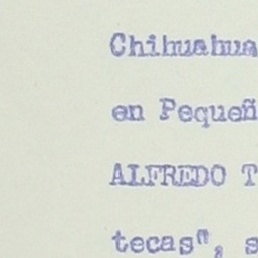 Chihuahua
en Pequeñ
ALFREDO T
tecas", s